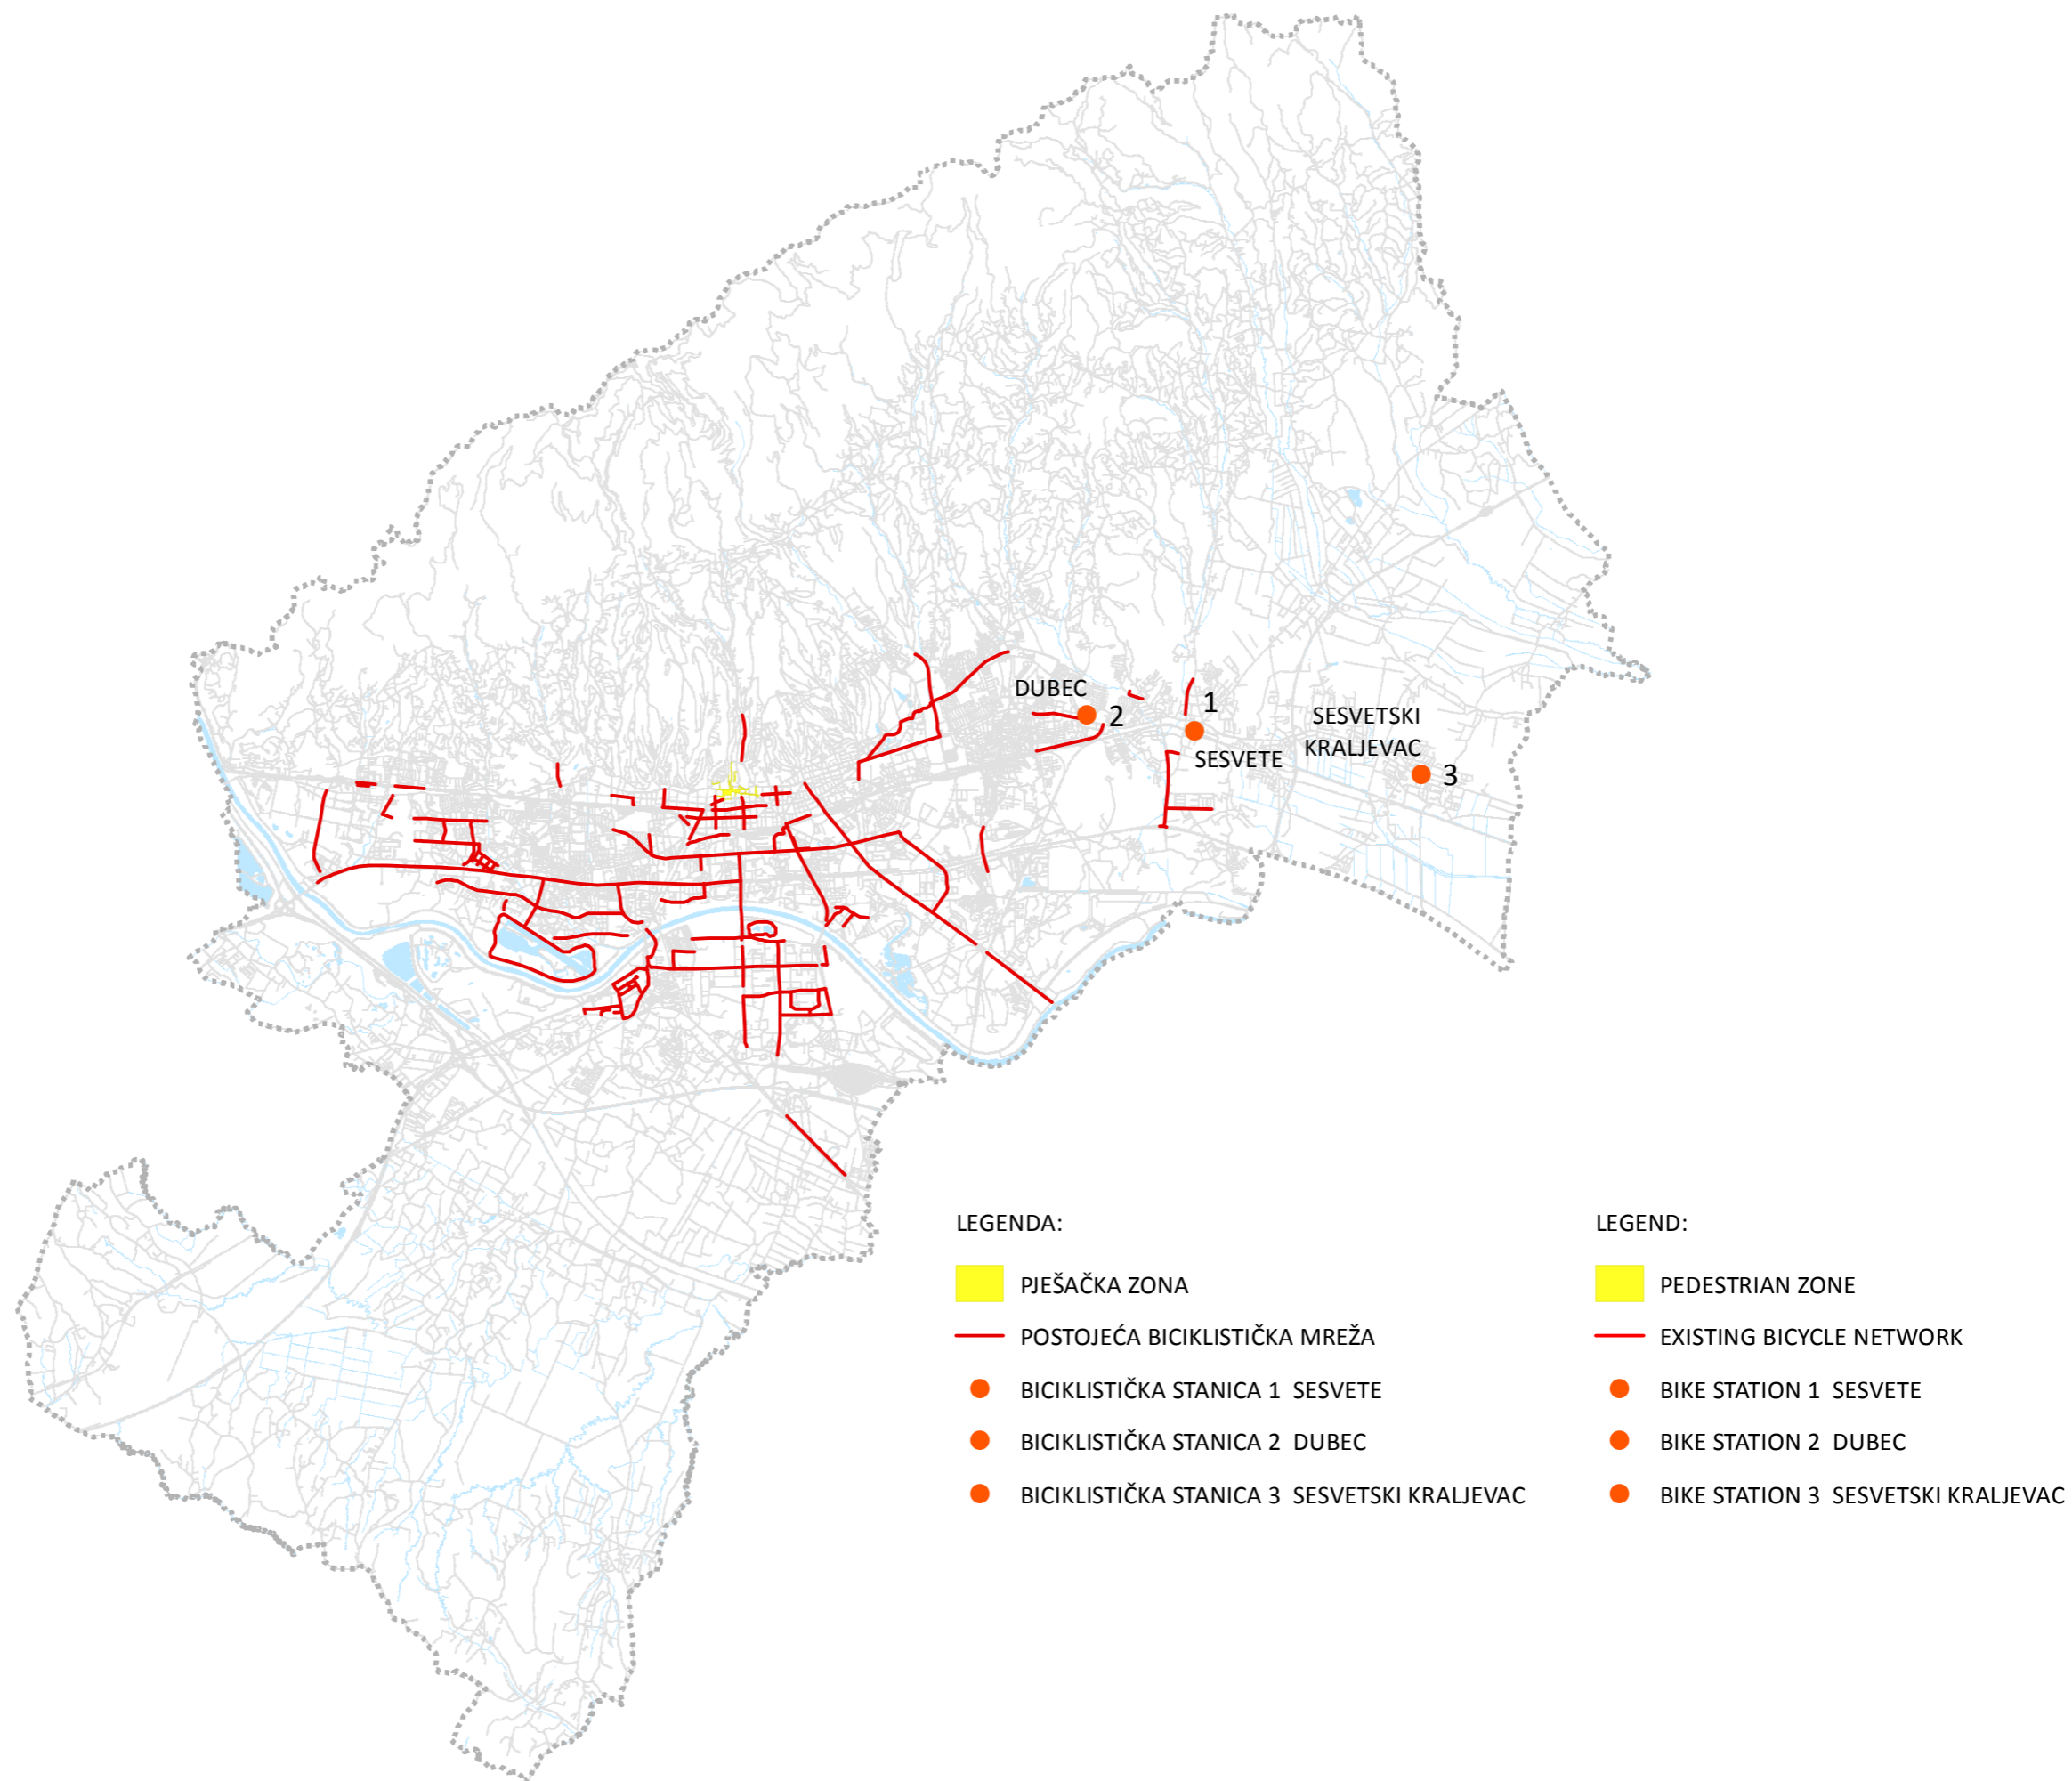 DUBEC
2
1
SESVETE
SESVETSKI
KRALJEVAC
3
LEGENDA:
PJEŠAČKA ZONA
POSTOJEĆA BICIKLISTIČKA MREŽA
BICIKLISTIČKA STANICA 1 SESVETE
BICIKLISTIČKA STANICA 2 DUBEC
BICIKLISTIČKA STANICA 3 SESVETSKI KRALJEVAC
LEGEND:
PEDESTRIAN ZONE
EXISTING BICYCLE NETWORK
BIKE STATION 1 SESVETE
BIKE STATION 2 DUBEC
BIKE STATION 3 SESVETSKI KRALJEVAC